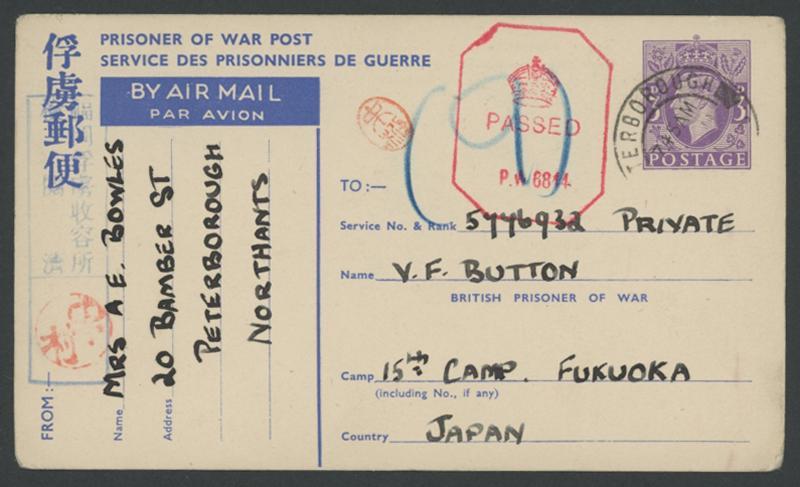 PRISONER OF WAR POST
SERVICE DES PRISONNIERS DE GUERRE
俘虜郵便
BY AIR MAIL
PAR AVION
PASSED
P.W 6844
POSTAGE
TO:—
Service No. & Rank 5776932 PRIVATE
Name V. F. BUTTON
BRITISH PRISONER OF WAR
Camp 15TH CAMP. FUKUOKA
(including No., if any)
Country JAPAN
FROM:—
Name MRS A E. BOWLES
Address 20 BAMBER ST
PETERBOROUGH
NORTHANTS